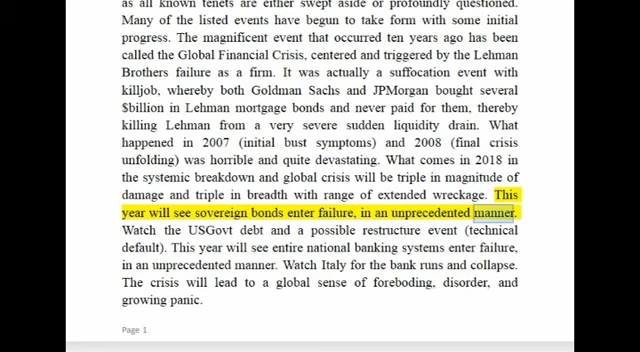 as all known tenets are either swept aside or profoundly questioned.
Many of the listed events have begun to take form with some initial
progress. The magnificent event that occurred ten years ago has been
called the Global Financial Crisis, centered and triggered by the Lehman
Brothers failure as a firm. It was actually a suffocation event with
killjob, whereby both Goldman Sachs and JPMorgan bought several
$billion in Lehman mortgage bonds and never paid for them, thereby
killing Lehman from a very severe sudden liquidity drain. What
happened in 2007 (initial bust symptoms) and 2008 (final crisis
unfolding) was horrible and quite devastating. What comes in 2018 in
the systemic breakdown and global crisis will be triple in magnitude of
damage and triple in breadth with range of extended wreckage. This
year will see sovereign bonds enter failure, in an unprecedented manner.
Watch the USGovt debt and a possible restructure event (technical
default). This year will see entire national banking systems enter failure,
in an unprecedented manner. Watch Italy for the bank runs and collapse.
The crisis will lead to a global sense of foreboding, disorder, and
growing panic.
Page 1